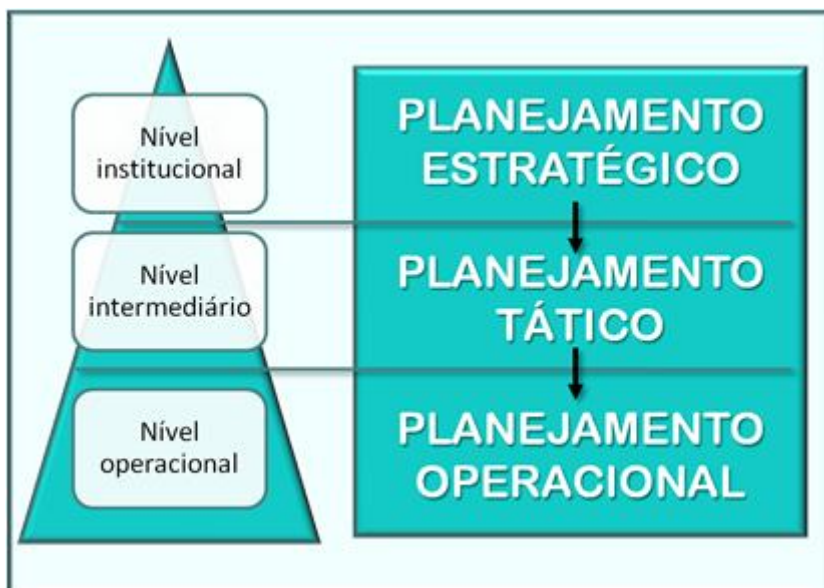 Nível
institucional
PLANEJAMENTO
ESTRATÉGICO
Nível
intermediário
PLANEJAMENTO
TÁTICO
Nível
operacional
PLANEJAMENTO
OPERACIONAL